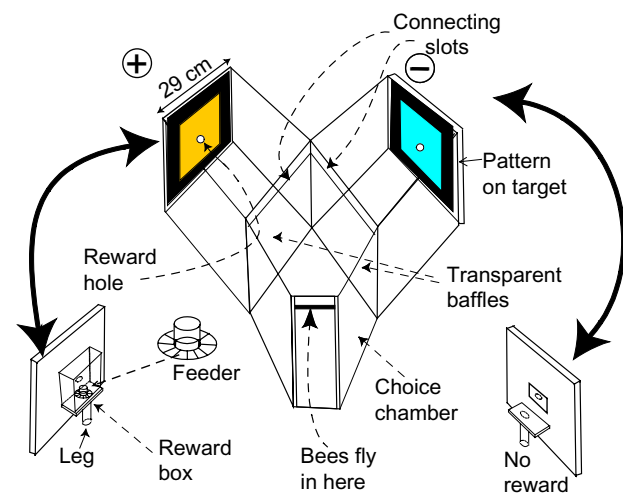 Connecting
slots
+
29 cm
−
Pattern
on target
Reward
hole
Transparent
baffles
Feeder
Choice
chamber
Leg
Reward
box
Bees fly
in here
No
reward